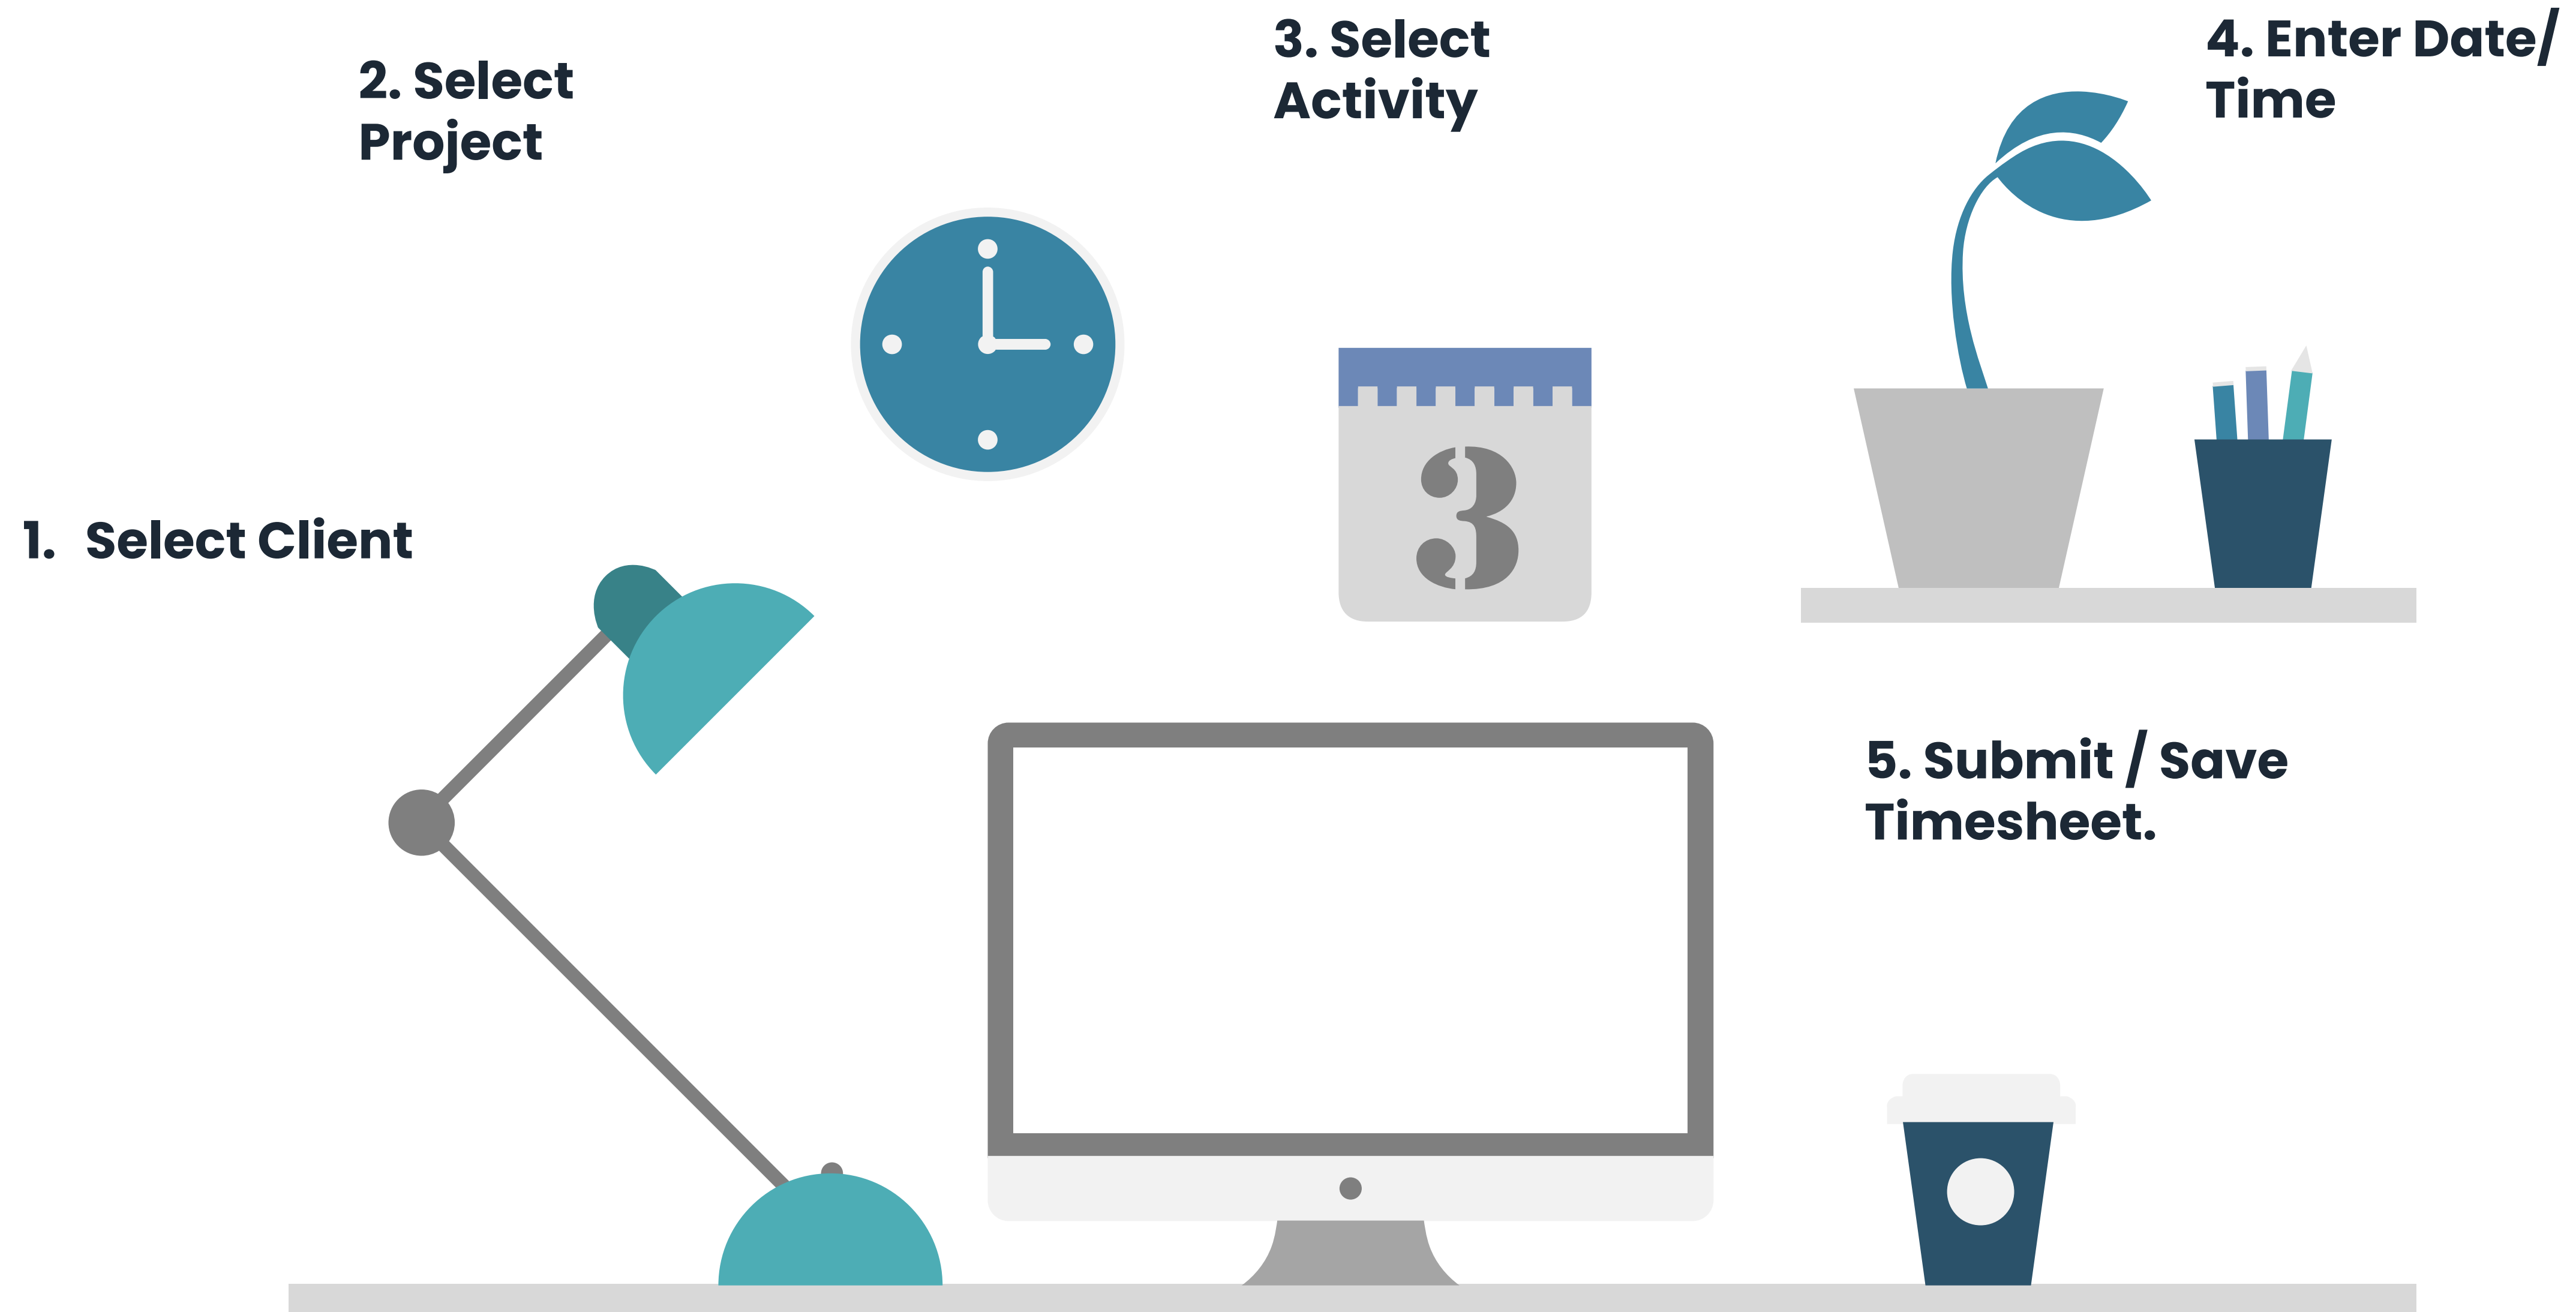 1. Select Client
2. Select
Project
3. Select
Activity
4. Enter Date/
Time
3
5. Submit / Save
Timesheet.